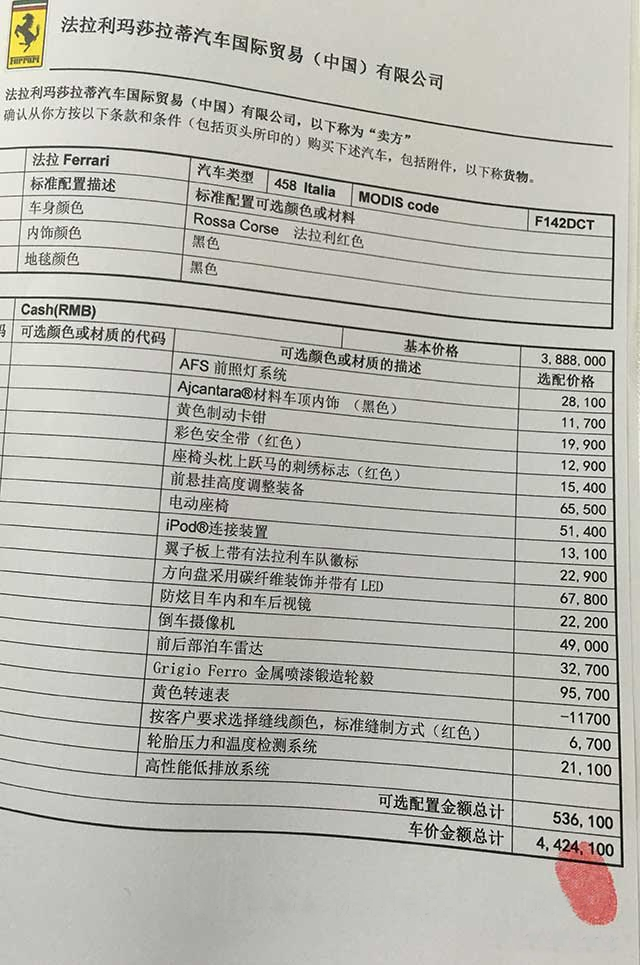 Ferrari
法拉利玛莎拉蒂汽车国际贸易（中国）有限公司
法拉利玛莎拉蒂汽车国际贸易（中国）有限公司，以下称为“卖方”
确认从你方按以下条款和条件（包括页头所印的）购买下述汽车，包括附件，以下称货物。
法拉 Ferrari 汽车类型 458 Italia MODIS code F142DCT
标准配置描述 标准配置可选颜色或材料
车身颜色 Rossa Corse 法拉利红色
内饰颜色 黑色
地毯颜色 黑色
Cash(RMB) 基本价格 3,888,000
码 可选颜色或材质的代码 可选颜色或材质的描述 选配价格
AFS 前照灯系统 28,100
Ajcantara®材料车顶内饰 （黑色） 11,700
黄色制动卡钳 19,900
彩色安全带（红色） 12,900
座椅头枕上跃马的刺绣标志（红色） 15,400
前悬挂高度调整装备 65,500
电动座椅 51,400
iPod®连接装置 13,100
翼子板上带有法拉利车队徽标 22,900
方向盘采用碳纤维装饰并带有 LED 67,800
防炫目车内和车后视镜 22,200
倒车摄像机 49,000
前后部泊车雷达 32,700
Grigio Ferro 金属喷漆锻造轮毂 95,700
黄色转速表 -11700
按客户要求选择缝线颜色，标准缝制方式（红色） 6,700
轮胎压力和温度检测系统 21,100
高性能低排放系统
可选配置金额总计 536,100
车价金额总计 4,424,100